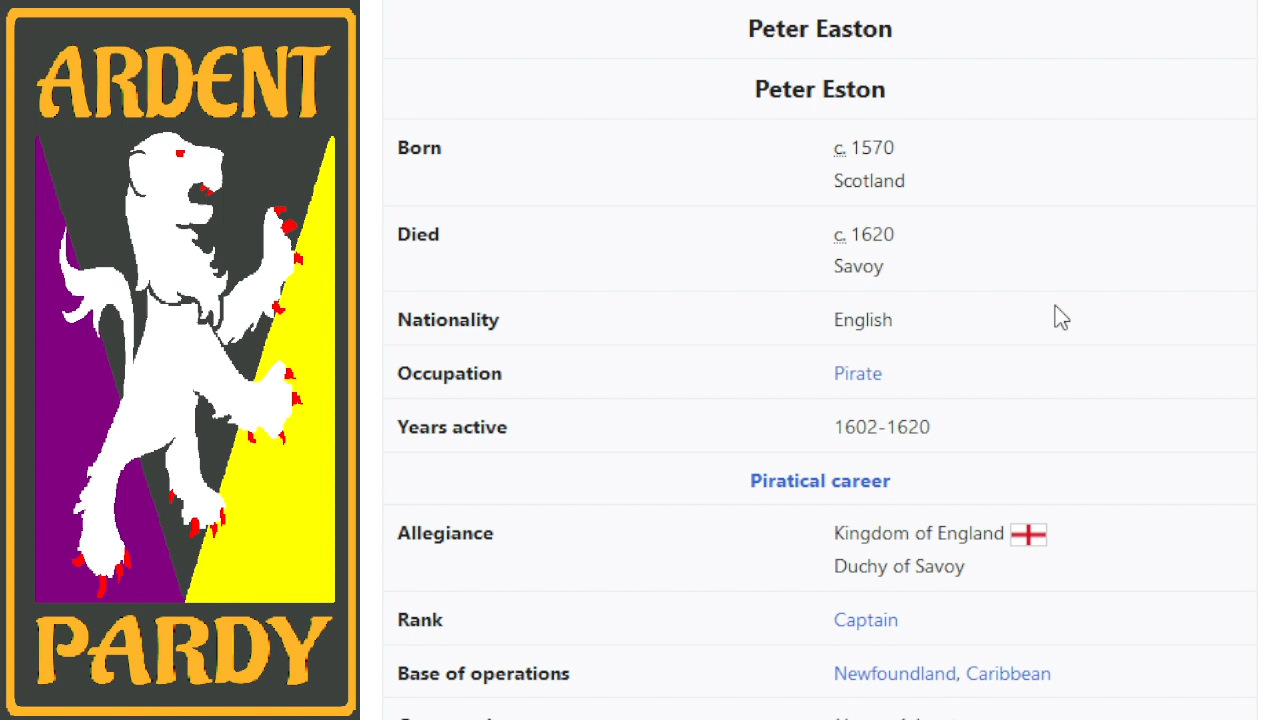 ARDENT
PARDY
Peter Easton
Peter Eston
Born c. 1570
Scotland
Died c. 1620
Savoy
Nationality English
Occupation Pirate
Years active 1602-1620
Piratical career
Allegiance Kingdom of England
Duchy of Savoy
Rank Captain
Base of operations Newfoundland, Caribbean